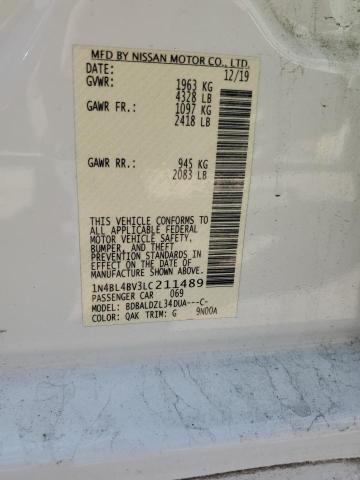 MFD BY NISSAN MOTOR CO., LTD.
DATE: 12/19
GVWR: 1963 KG
4328 LB
GAWR FR: 1097 KG
2418 LB
GAWR RR: 945 KG
2083 LB
THIS VEHICLE CONFORMS TO
ALL APPLICABLE FEDERAL
MOTOR VEHICLE SAFETY,
BUMPER, AND THEFT
PREVENTION STANDARDS IN
EFFECT ON THE DATE OF
MANUFACTURE SHOWN ABOVE.
1N4BL4BV3LC211489
PASSENGER CAR 069
MODEL: BDBALDZL34DUA---C-
COLOR: QAK TRIM: G 9N00A